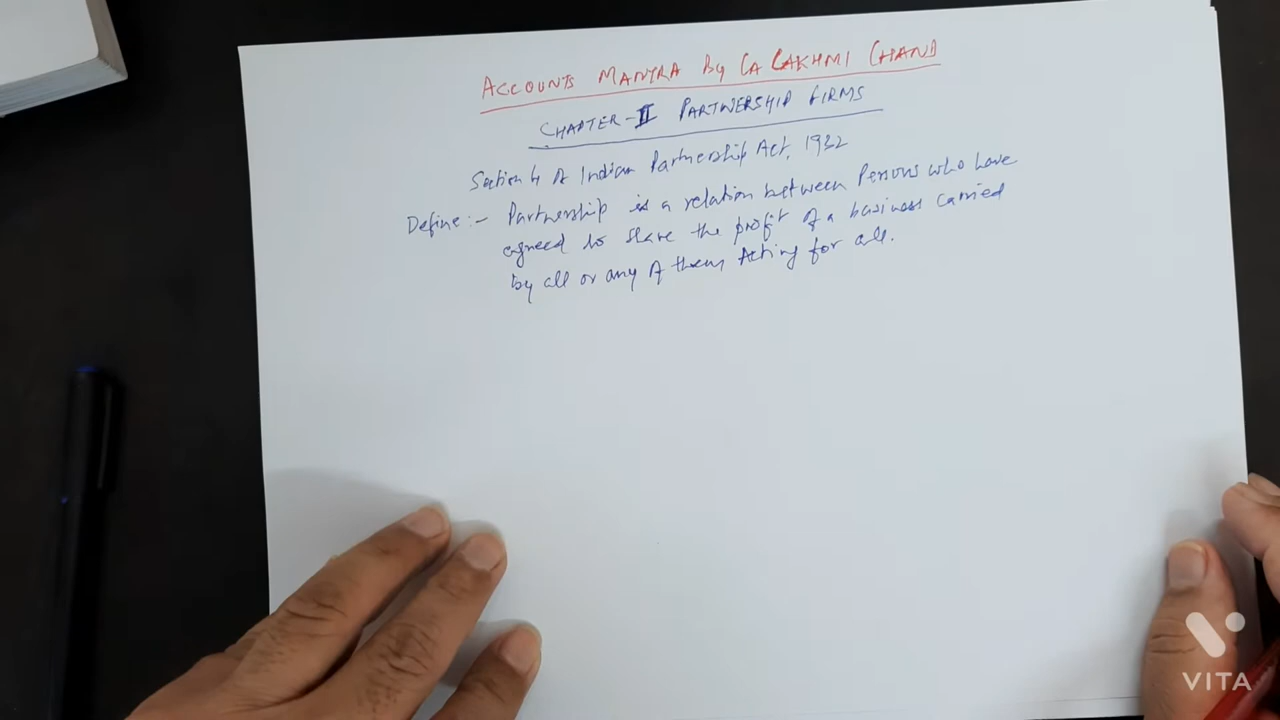 ACCOUNTS MANTRA By CA LAKHMI CHAND
CHAPTER-II PARTNERSHIP FIRMS
Section 4 of Indian Partnership Act, 1932
Define:- Partnership is a relation between Persons who have
agreed to share the profit of a business carried
by all or any of them Acting for all.
VITA